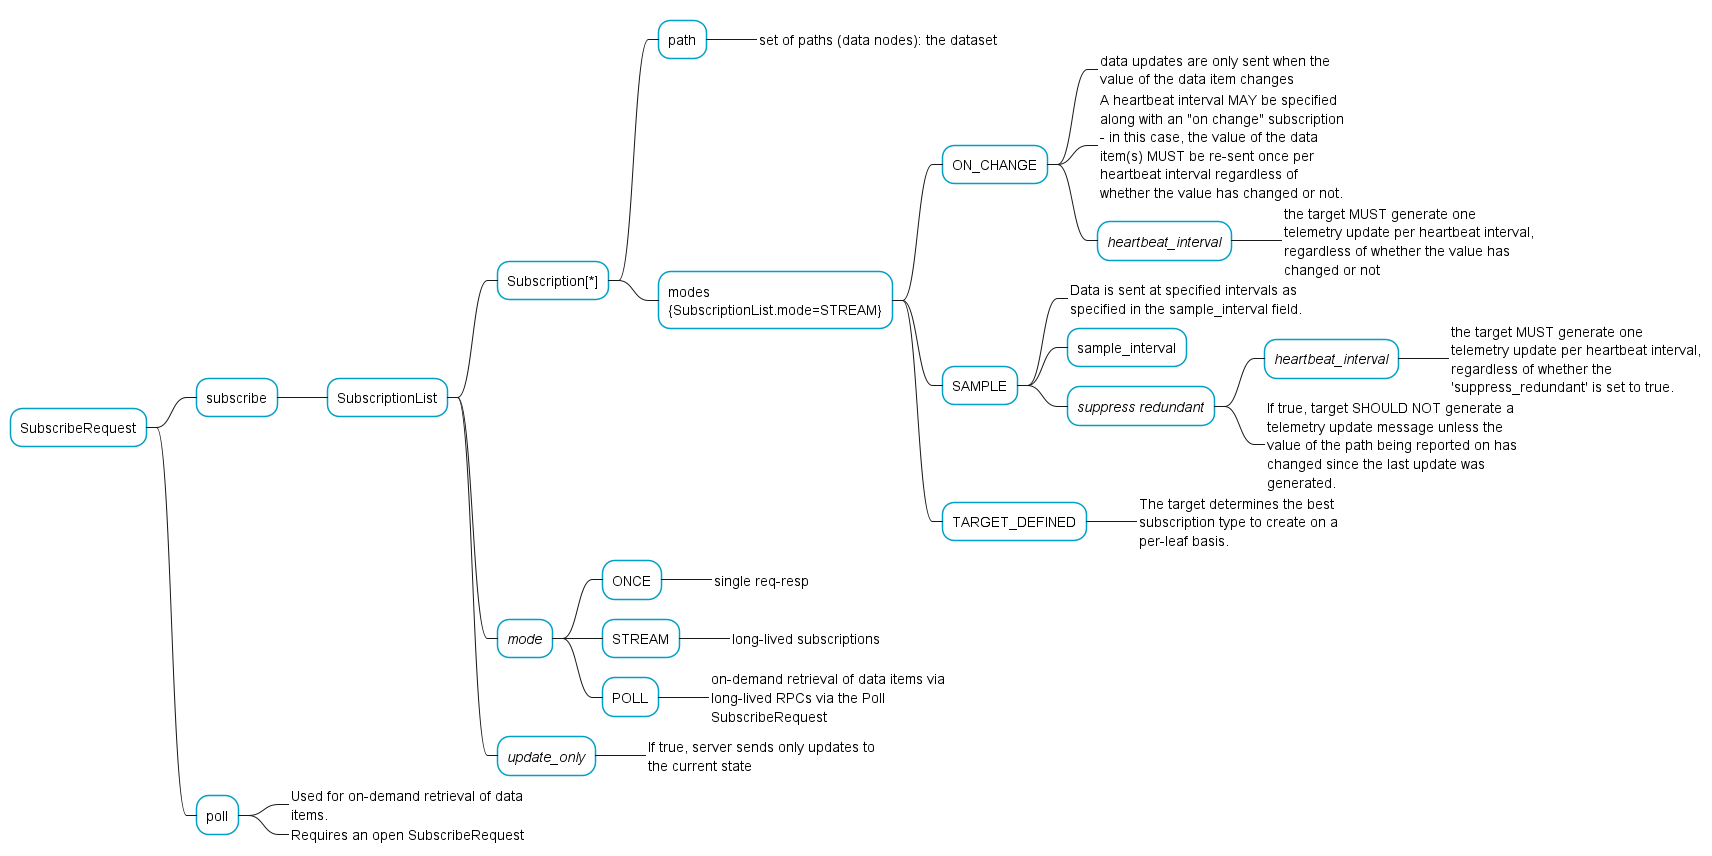 SubscribeRequest
subscribe
SubscriptionList
Subscription[*]
path
set of paths (data nodes): the dataset
modes
{SubscriptionList.mode=STREAM}
ON_CHANGE
data updates are only sent when the
value of the data item changes
A heartbeat interval MAY be specified
along with an "on change" subscription
- in this case, the value of the data
item(s) MUST be re-sent once per
heartbeat interval regardless of
whether the value has changed or not.
heartbeat_interval
the target MUST generate one
telemetry update per heartbeat interval,
regardless of whether the value has
changed or not
SAMPLE
Data is sent at specified intervals as
specified in the sample_interval field.
sample_interval
suppress redundant
heartbeat_interval
the target MUST generate one
telemetry update per heartbeat interval,
regardless of whether the
'suppress_redundant' is set to true.
If true, target SHOULD NOT generate a
telemetry update message unless the
value of the path being reported on has
changed since the last update was
generated.
TARGET_DEFINED
The target determines the best
subscription type to create on a
per-leaf basis.
mode
ONCE
single req-resp
STREAM
long-lived subscriptions
POLL
on-demand retrieval of data items via
long-lived RPCs via the Poll
SubscribeRequest
update_only
If true, server sends only updates to
the current state
poll
Used for on-demand retrieval of data
items.
Requires an open SubscribeRequest